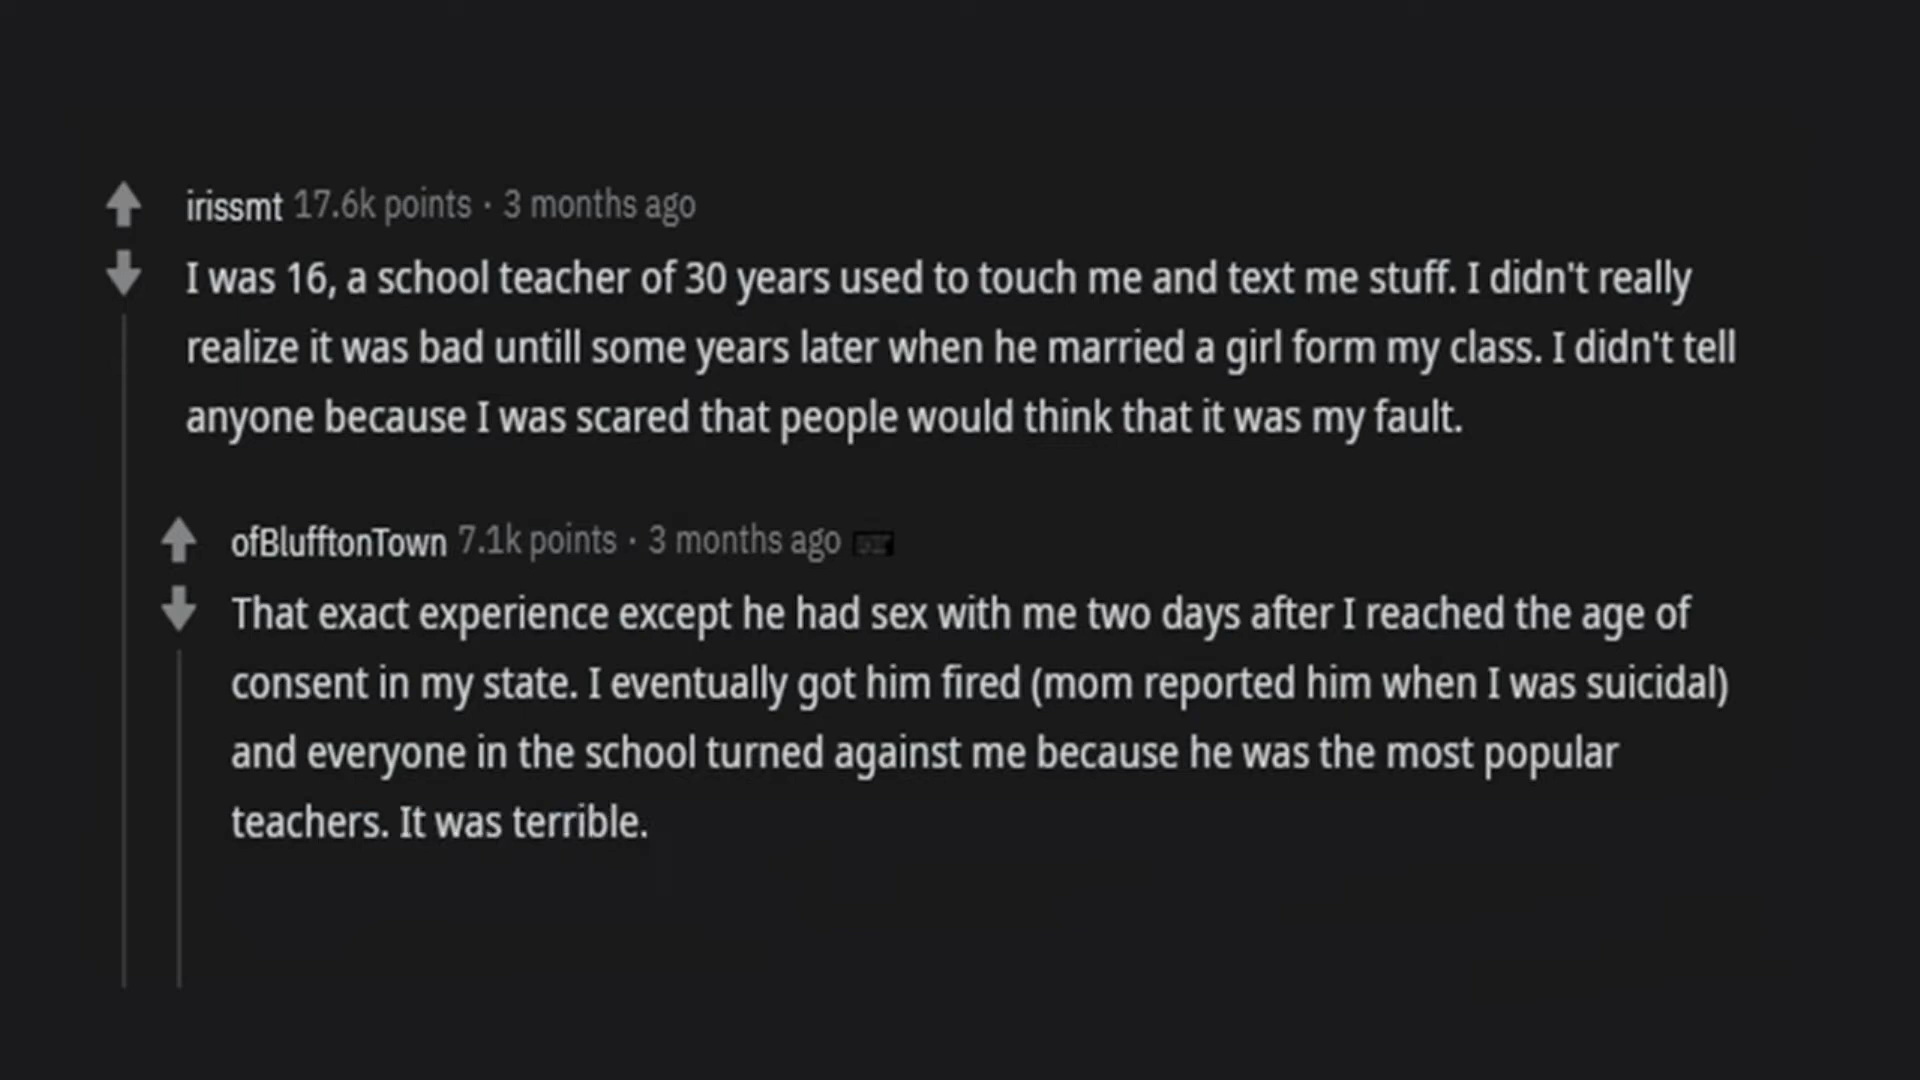 irissmt 17.6k points · 3 months ago
I was 16, a school teacher of 30 years used to touch me and text me stuff. I didn't really
realize it was bad untill some years later when he married a girl form my class. I didn't tell
anyone because I was scared that people would think that it was my fault.
ofBlufftonTown 7.1k points · 3 months ago
That exact experience except he had sex with me two days after I reached the age of
consent in my state. I eventually got him fired (mom reported him when I was suicidal)
and everyone in the school turned against me because he was the most popular
teachers. It was terrible.